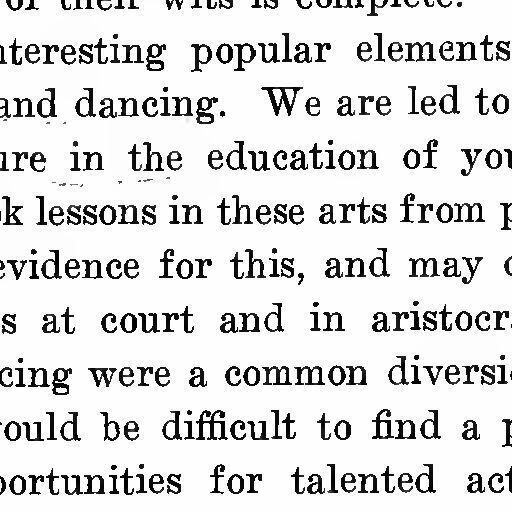 of their wits is complete.
nteresting popular elements
and dancing. We are led to
ure in the education of you
k lessons in these arts from p
evidence for this, and may
s at court and in aristocr
cing were a common diversi
ould be difficult to find a p
portunities for talented act